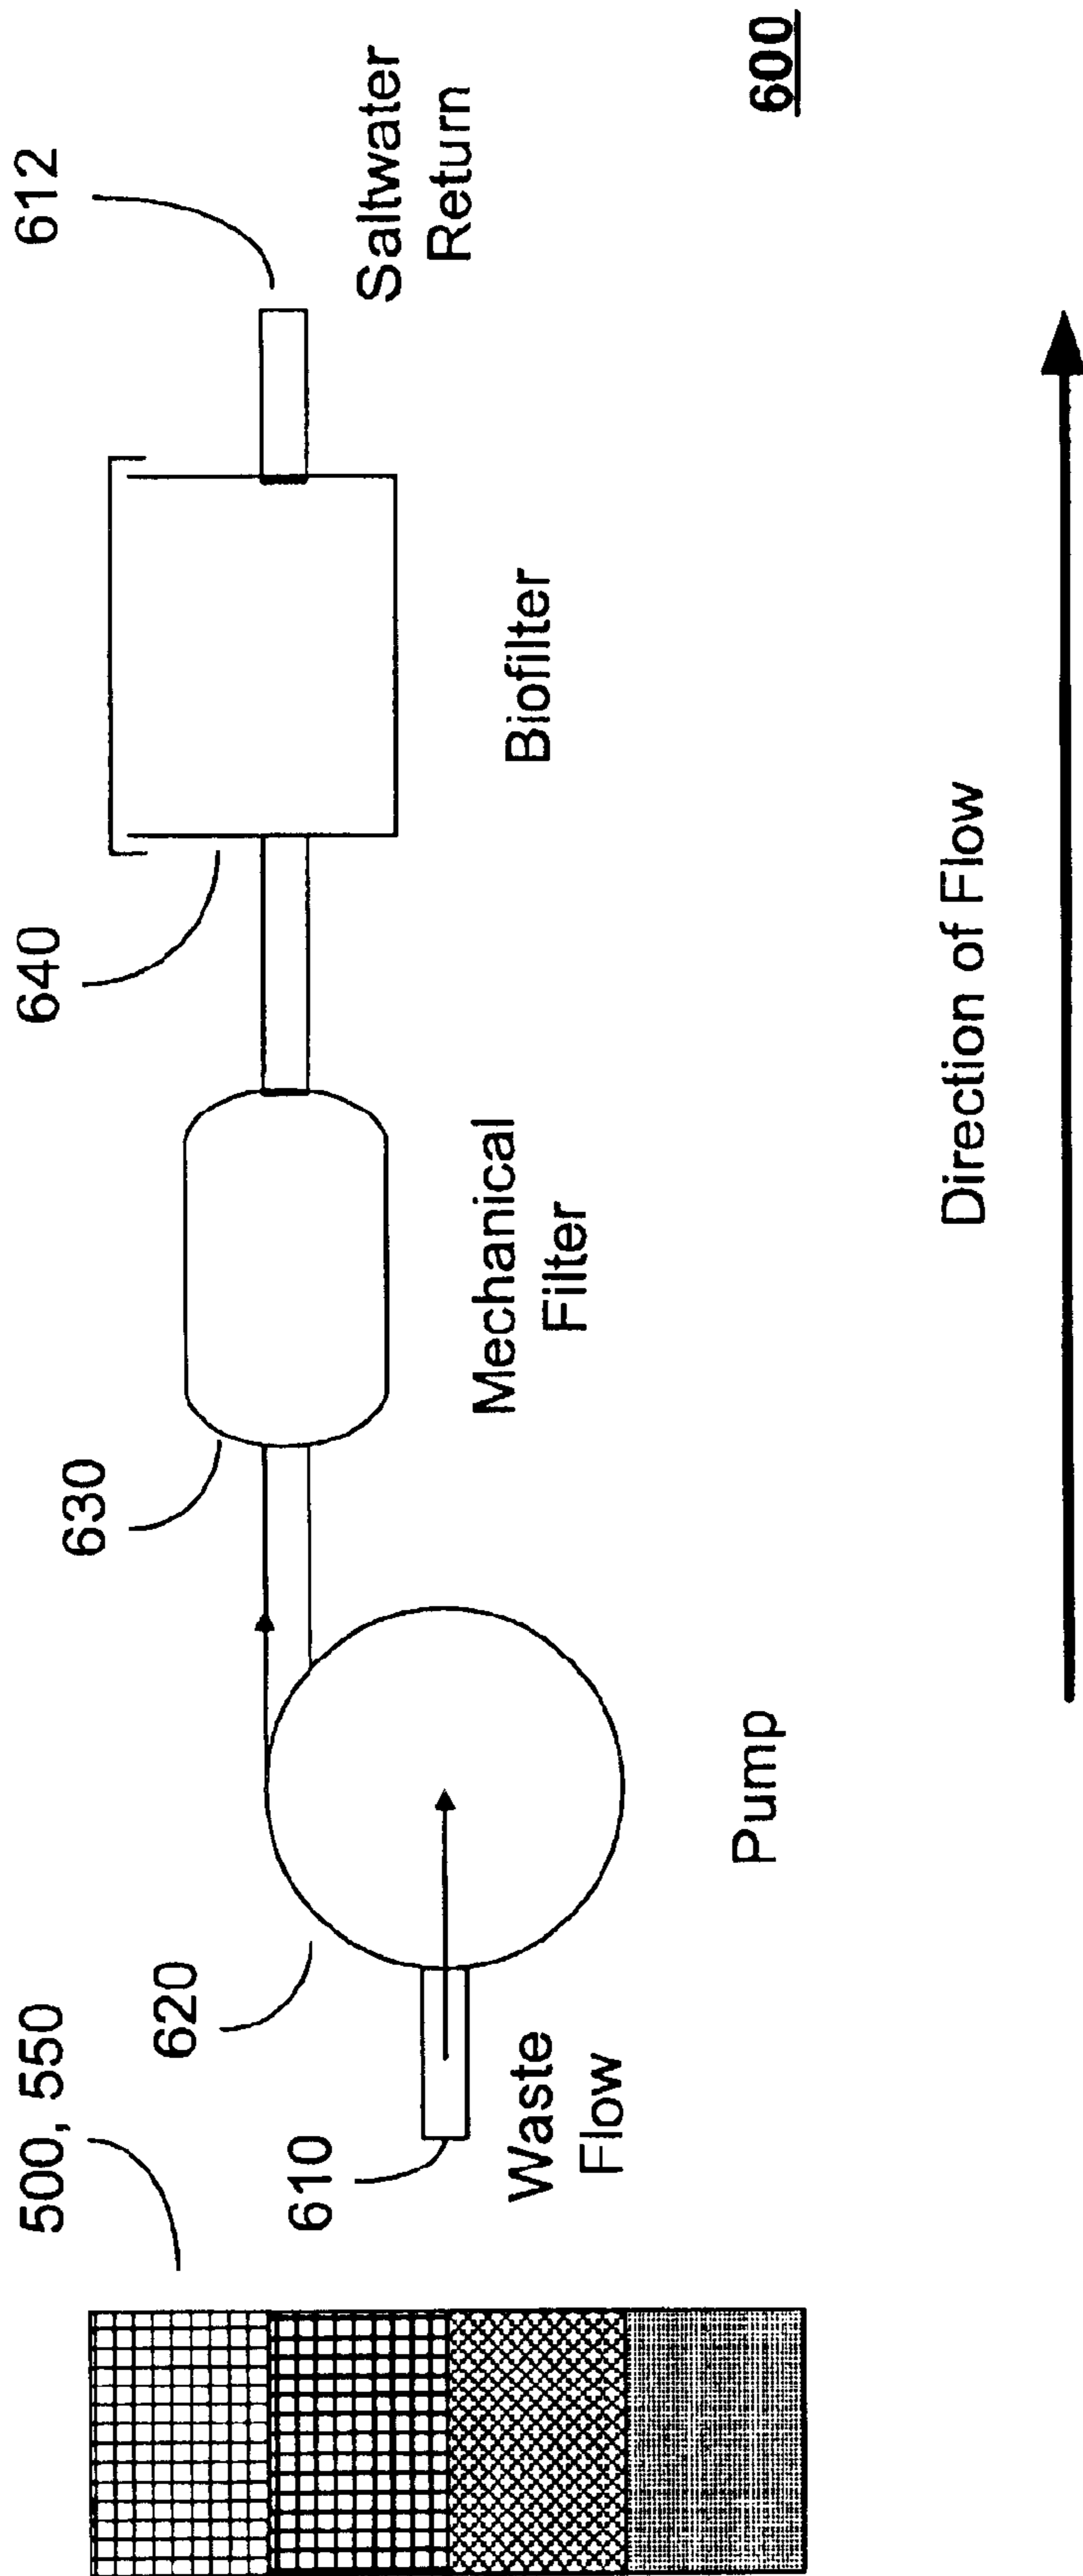 500, 550
610
Waste
Flow
620
Pump
630
Mechanical
Filter
640
Biofilter
612
Saltwater
Return
Direction of Flow
600